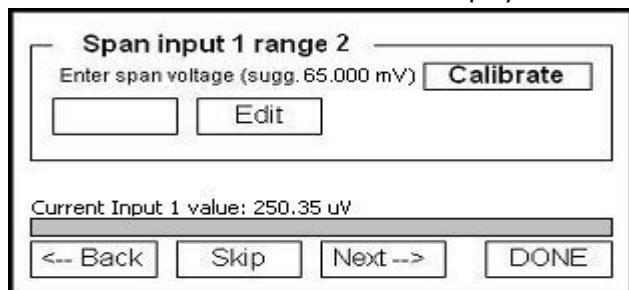 Span input 1 range 2
Enter span voltage (sugg. 65.000 mV) Calibrate
Edit
Current Input 1 value: 250.35 uV
<-- Back Skip Next --> DONE